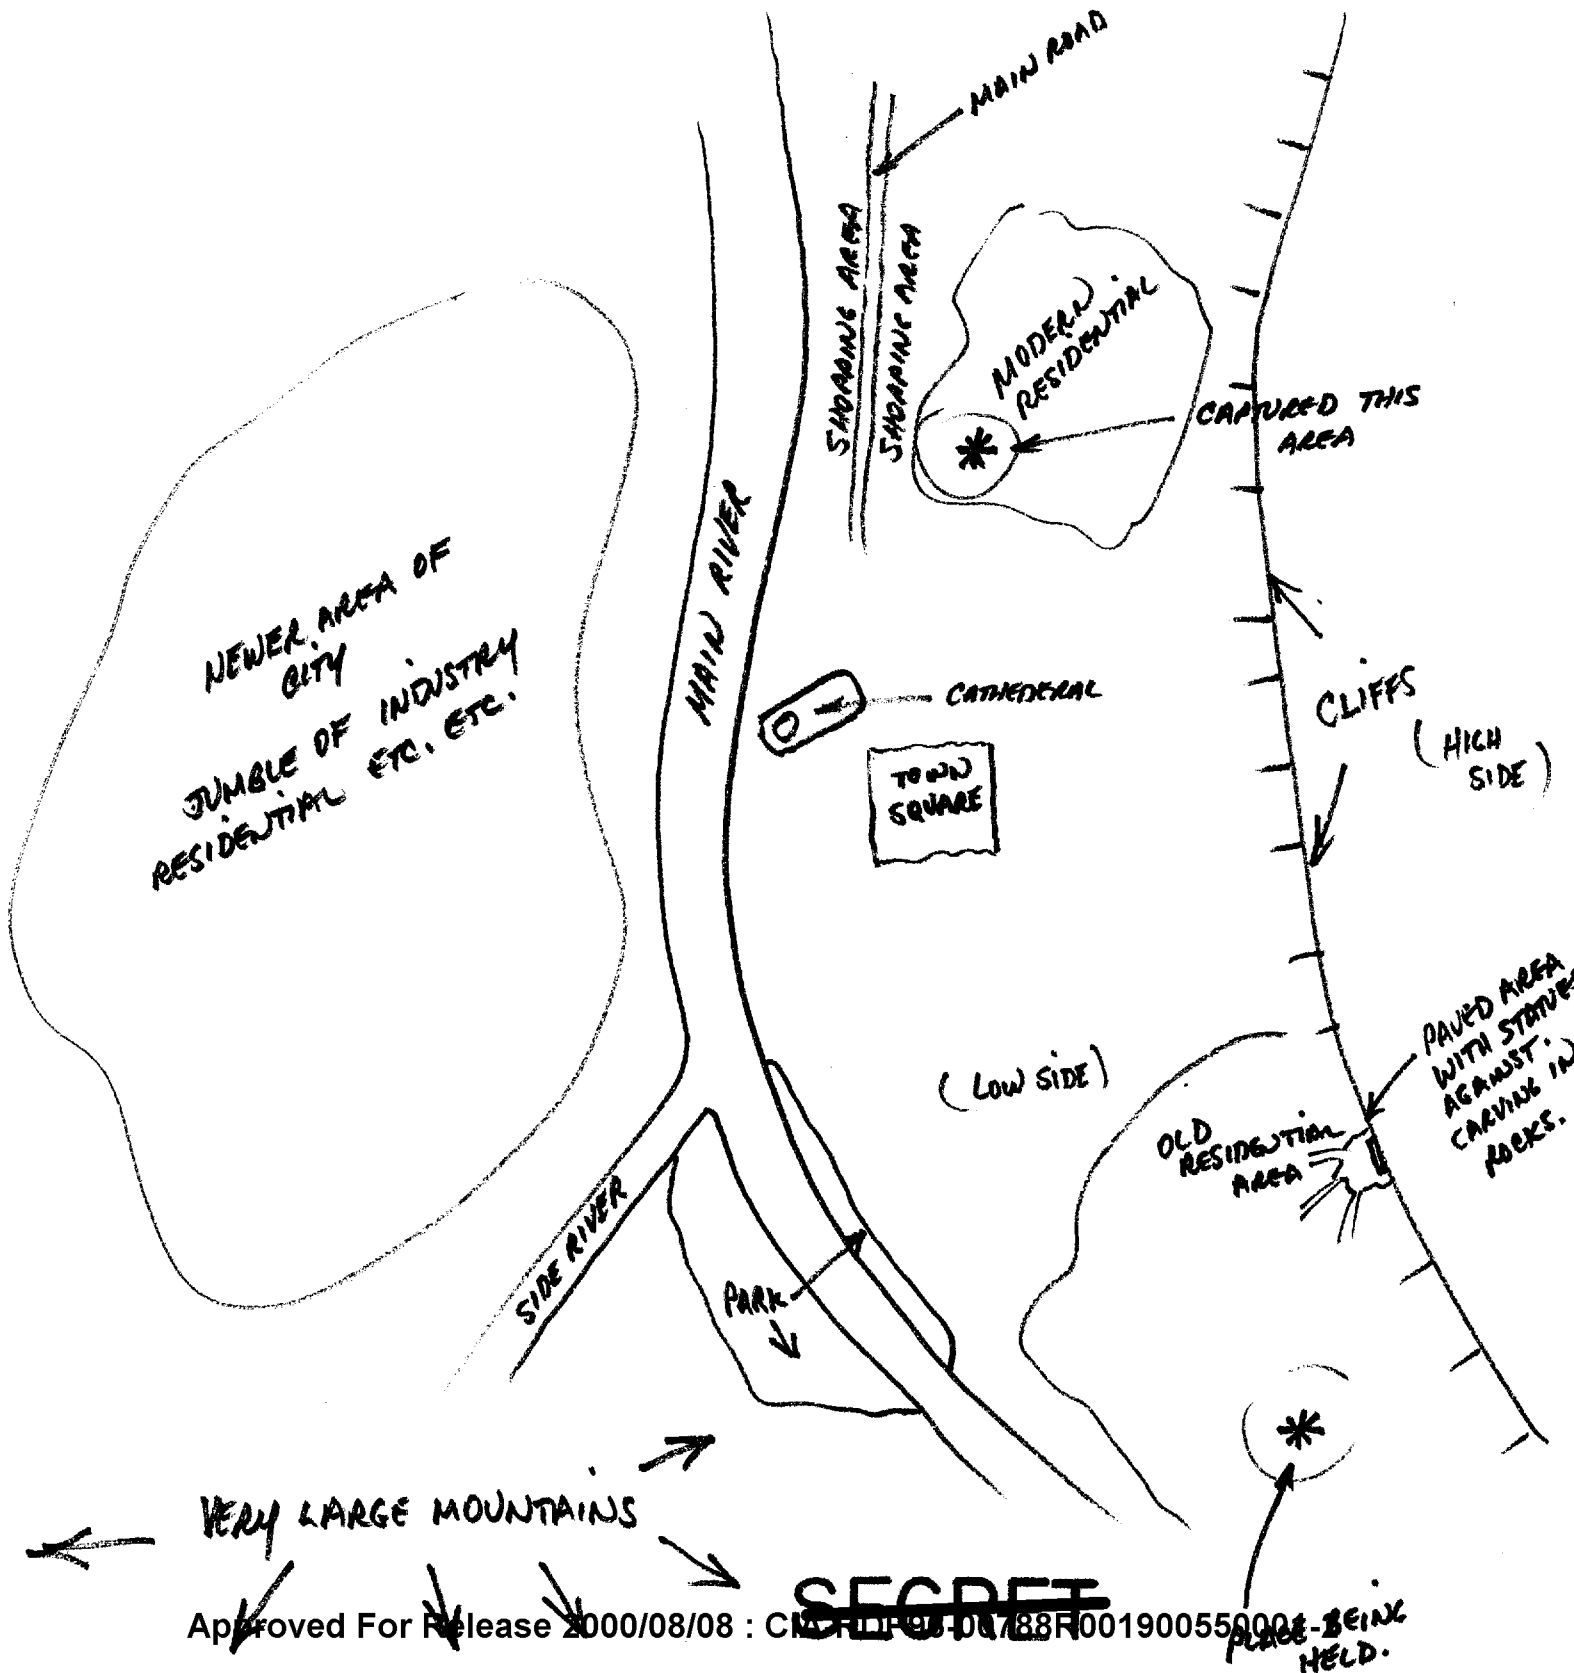 MAIN ROAD
SHOPPING AREA
SHOPPING AREA
MODERN
RESIDENTIAL
CAPTURED THIS
AREA
NEWER AREA OF
CITY
JUMBLE OF INDUSTRY
RESIDENTIAL ETC. ETC.
MAIN RIVER
CATHEDERAL
TOWN
SQUARE
CLIFFS
(HIGH
SIDE)
(LOW SIDE)
PAVED AREA
WITH STATUES
AGAINST.
CARVING IN
ROCKS.
OLD
RESIDENTIAL
AREA
SIDE RIVER
PARK
VERY LARGE MOUNTAINS
SECRET
Approved For Release 2000/08/08 :
PLACE BEING
HELD.